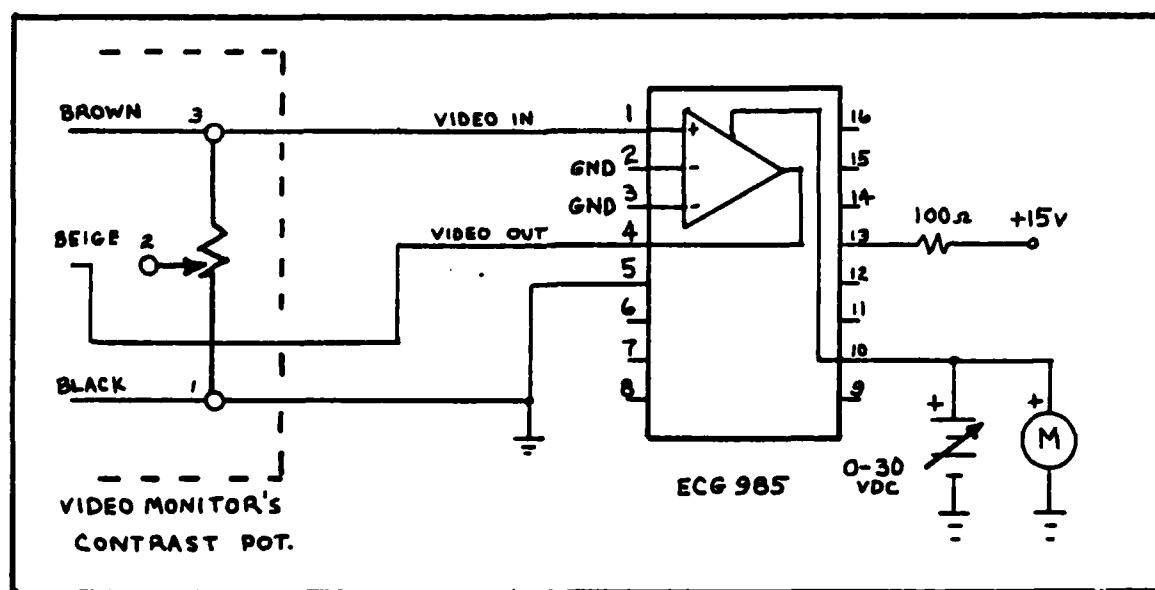 BROWN
3
VIDEO IN
BEIGE
2
VIDEO OUT
BLACK
1
VIDEO MONITOR'S
CONTRAST POT.
GND
GND
1
2
3
4
5
6
7
8
+
-
-
16
15
14
13
12
11
10
9
ECG 985
100Ω
+15V
+
0-30
VDC
+
M